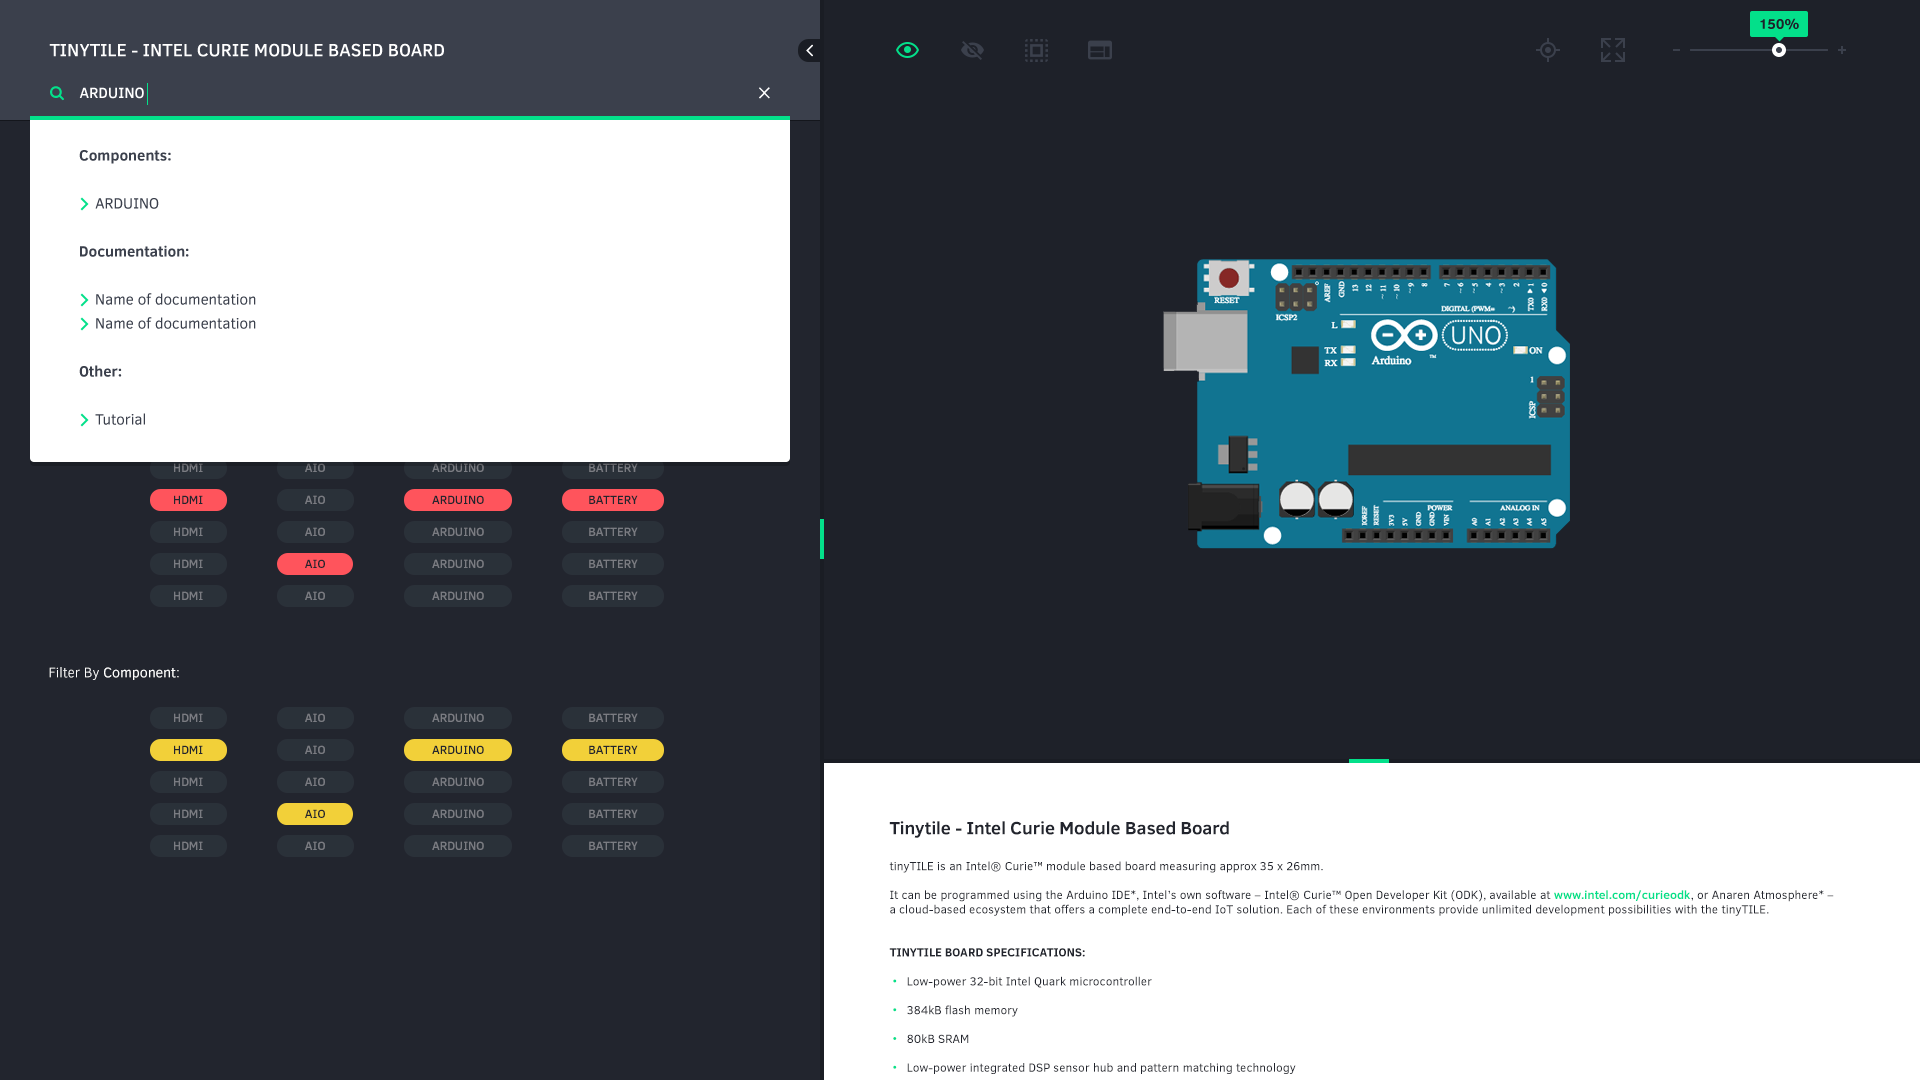 TINYTILE - INTEL CURIE MODULE BASED BOARD
ARDUINO
Components:
ARDUINO
Documentation:
Name of documentation
Name of documentation
Other:
Tutorial
HDMI AIO ARDUINO BATTERY
HDMI AIO ARDUINO BATTERY
HDMI AIO ARDUINO BATTERY
HDMI AIO ARDUINO BATTERY
HDMI AIO ARDUINO BATTERY
Filter By Component:
HDMI AIO ARDUINO BATTERY
HDMI AIO ARDUINO BATTERY
HDMI AIO ARDUINO BATTERY
HDMI AIO ARDUINO BATTERY
HDMI AIO ARDUINO BATTERY
150%
- +
RESET
ICSP2
AREF GND 13 12 ~11 ~10 ~9 8 7 ~6 ~5 4 ~3 2 TX0 ▶ 1 RX0 ◀ 0
DIGITAL (PWM= ~)
L
TX
RX
UNO
Arduino ™
ON
1
ICSP
POWER
ANALOG IN
IOREF RESET 3V3 5V GND GND VIN A0 A1 A2 A3 A4 A5
Tinytile - Intel Curie Module Based Board
tinyTILE is an Intel® Curie™ module based board measuring approx 35 x 26mm.
It can be programmed using the Arduino IDE*, Intel's own software – Intel® Curie™ Open Developer Kit (ODK), available at www.intel.com/curieodk, or Anaren Atmosphere* –
a cloud-based ecosystem that offers a complete end-to-end IoT solution. Each of these environments provide unlimited development possibilities with the tinyTILE.
TINYTILE BOARD SPECIFICATIONS:
• Low-power 32-bit Intel Quark microcontroller
• 384kB flash memory
• 80kB SRAM
• Low-power integrated DSP sensor hub and pattern matching technology